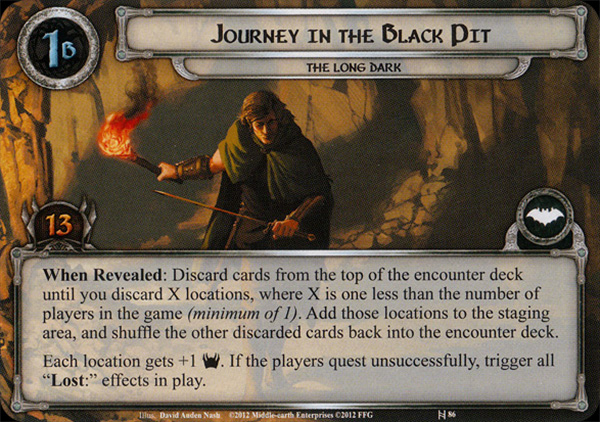 1B
JOURNEY IN THE BLACK PIT
THE LONG DARK
13
When Revealed: Discard cards from the top of the encounter deck
until you discard X locations, where X is one less than the number of
players in the game (minimum of 1). Add those locations to the staging
area, and shuffle the other discarded cards back into the encounter deck.
Each location gets +1 . If the players quest unsuccessfully, trigger all
“Lost:” effects in play.
Illus. David Auden Nash ©2012 Middle-earth Enterprises ©2012 FFG 86